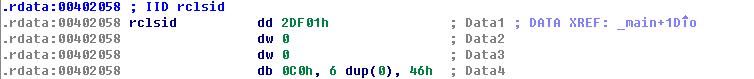 .rdata:00402058 ; IID rclsid
.rdata:00402058 rclsid dd 2DF01h ; Data1 ; DATA XREF: _main+1D↑o
.rdata:00402058 dw 0 ; Data2
.rdata:00402058 dw 0 ; Data3
.rdata:00402058 db 0C0h, 6 dup(0), 46h ; Data4